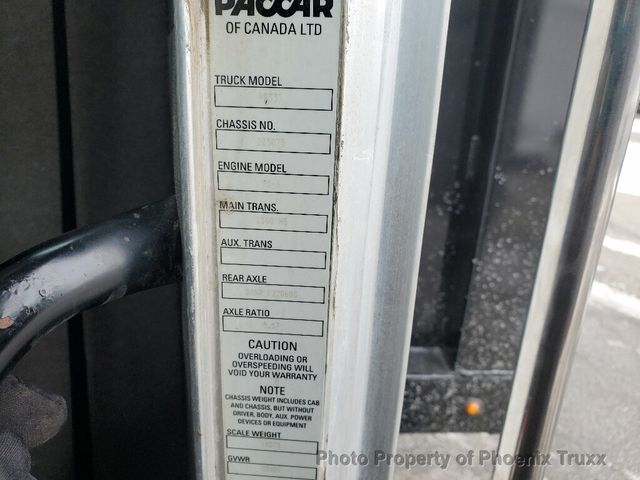 PACCAR
OF CANADA LTD
TRUCK MODEL
CHASSIS NO.
ENGINE MODEL
MAIN TRANS.
AUX. TRANS
REAR AXLE
AXLE RATIO
CAUTION
OVERLOADING OR
OVERSPEEDING WILL
VOID YOUR WARRANTY
NOTE
CHASSIS WEIGHT INCLUDES CAB
AND CHASSIS, BUT WITHOUT
DRIVER, BODY, AUX. POWER
DEVICES OR EQUIPMENT
SCALE WEIGHT
GVWR
Photo Property of Phoenix Truxx